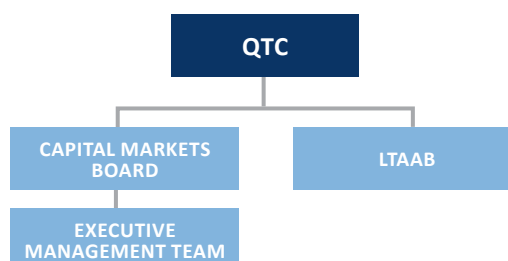 QTC
CAPITAL MARKETS
BOARD
LTAAB
EXECUTIVE
MANAGEMENT TEAM